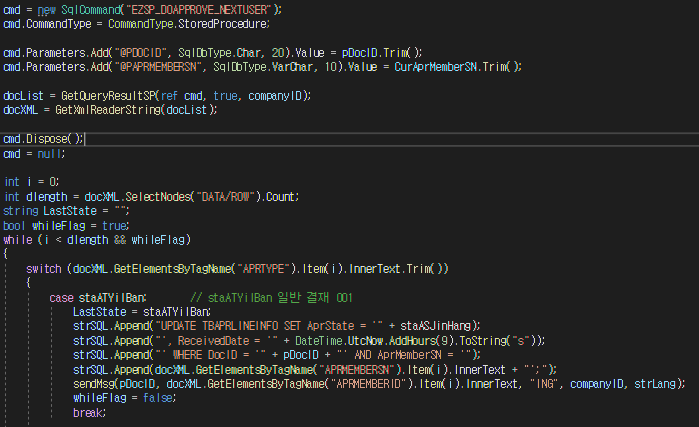 cmd = new SqlCommand("EZSP_DOAPPROVE_NEXTUSER");
cmd.CommandType = CommandType.StoredProcedure;
cmd.Parameters.Add("@PDOCID", SqlDbType.Char, 20).Value = pDocID.Trim();
cmd.Parameters.Add("@PAPRMEMBERSN", SqlDbType.VarChar, 10).Value = CurAprMemberSN.Trim();
docList = GetQueryResultSP(ref cmd, true, companyID);
docXML = GetXmlReaderString(docList);
cmd.Dispose();
cmd = null;
int i = 0;
int dlength = docXML.SelectNodes("DATA/ROW").Count;
string LastState = "";
bool whileFlag = true;
while (i < dlength && whileFlag)
{
switch (docXML.GetElementsByTagName("APRTYPE").Item(i).InnerText.Trim())
{
case staATYilBan: // staATYilBan 일반 결재 001
LastState = staATYilBan;
strSQL.Append("UPDATE TBAPRLINEINFO SET AprState = '" + staASJinHang);
strSQL.Append("', ReceivedDate = '" + DateTime.UtcNow.AddHours(9).ToString("s"));
strSQL.Append("' WHERE DocID = '" + pDocID + "' AND AprMemberSN = '");
strSQL.Append(docXML.GetElementsByTagName("APRMEMBERSN").Item(i).InnerText + "';");
sendMsg(pDocID, docXML.GetElementsByTagName("APRMEMBERID").Item(i).InnerText, "ING", companyID, strLang);
whileFlag = false;
break;